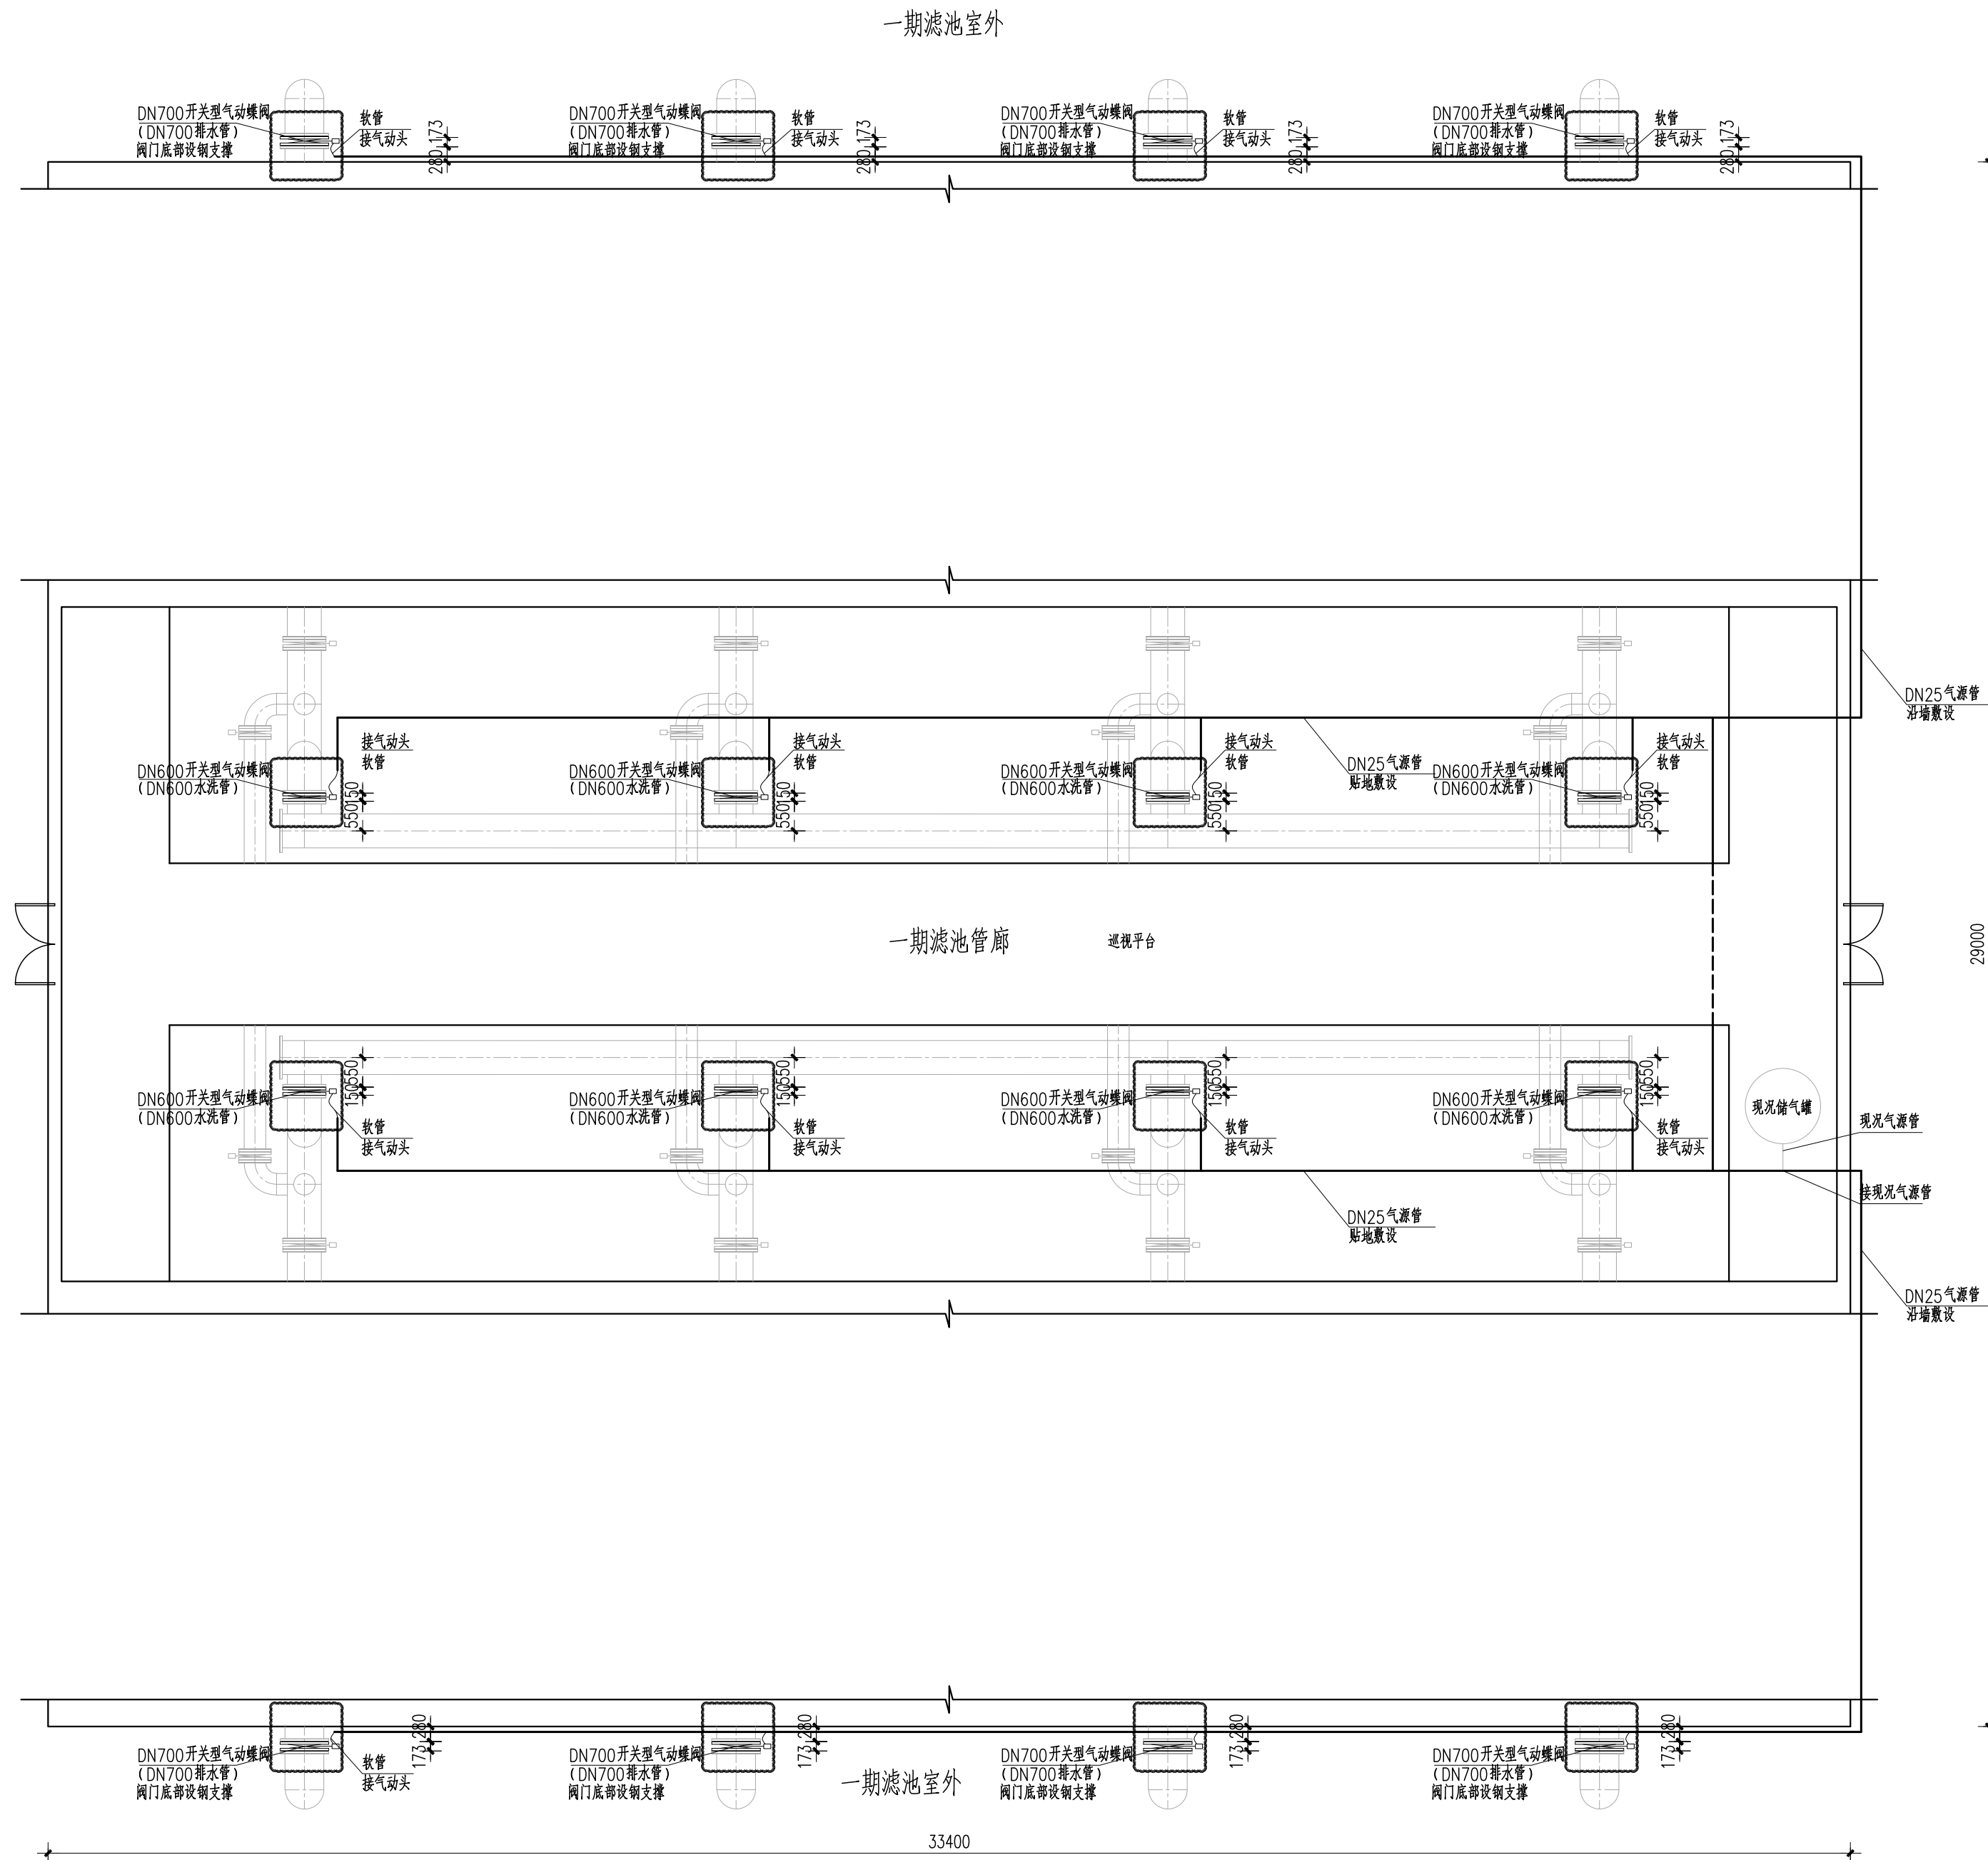 一期滤池室外
DN700开关型气动蝶阀
(DN700排水管)
阀门底部设钢支撑
软管
接气动头
280
173
DN700开关型气动蝶阀
(DN700排水管)
阀门底部设钢支撑
软管
接气动头
280
173
DN700开关型气动蝶阀
(DN700排水管)
阀门底部设钢支撑
软管
接气动头
280
173
DN700开关型气动蝶阀
(DN700排水管)
阀门底部设钢支撑
软管
接气动头
280
173
DN25气源管
沿墙敷设
DN600开关型气动蝶阀
(DN600水洗管)
接气动头
软管
550
150
DN600开关型气动蝶阀
(DN600水洗管)
接气动头
软管
550
150
DN600开关型气动蝶阀
(DN600水洗管)
接气动头
软管
550
150
DN25气源管
贴地敷设
DN600开关型气动蝶阀
(DN600水洗管)
接气动头
软管
550
150
一期滤池管廊
巡视平台
29000
DN600开关型气动蝶阀
(DN600水洗管)
150
550
软管
接气动头
DN600开关型气动蝶阀
(DN600水洗管)
150
550
软管
接气动头
DN600开关型气动蝶阀
(DN600水洗管)
150
550
软管
接气动头
DN600开关型气动蝶阀
(DN600水洗管)
150
550
软管
接气动头
现况储气罐
现况气源管
接现况气源管
DN25气源管
贴地敷设
DN25气源管
沿墙敷设
DN700开关型气动蝶阀
(DN700排水管)
阀门底部设钢支撑
软管
接气动头
173
280
DN700开关型气动蝶阀
(DN700排水管)
阀门底部设钢支撑
173
280
一期滤池室外
DN700开关型气动蝶阀
(DN700排水管)
阀门底部设钢支撑
173
280
DN700开关型气动蝶阀
(DN700排水管)
阀门底部设钢支撑
173
280
33400